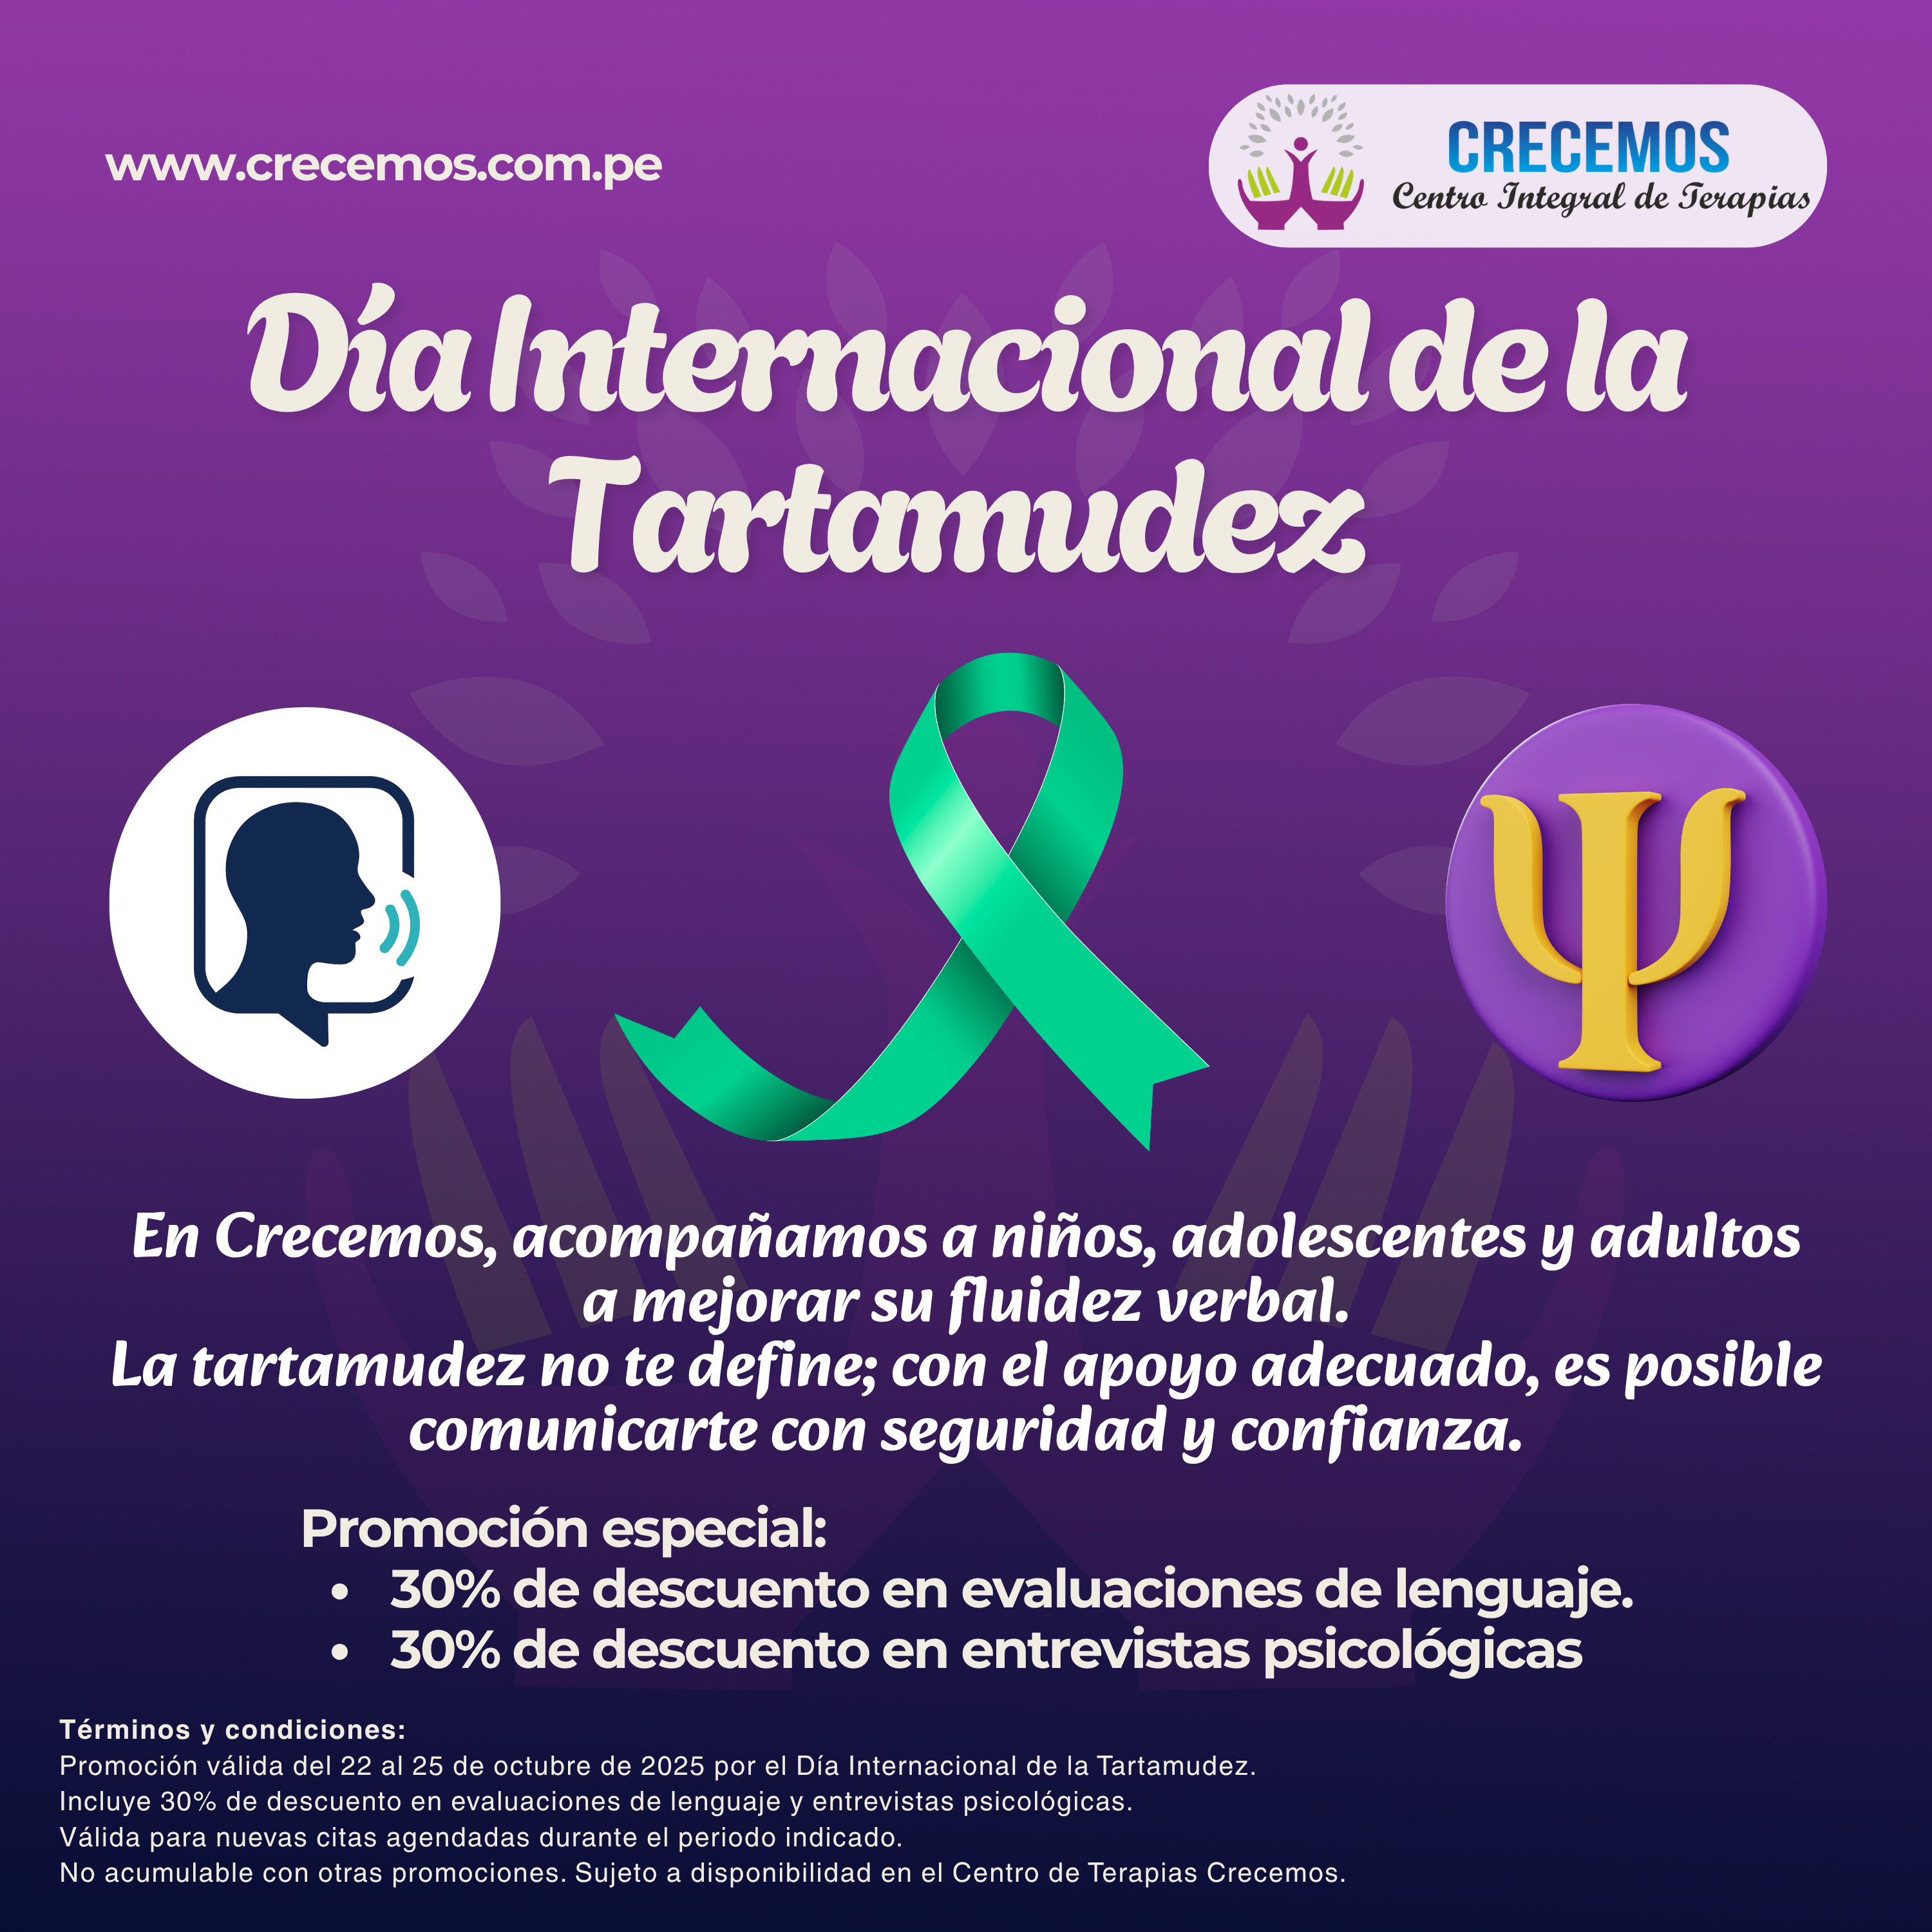 www.crecemos.com.pe
CRECEMOS
Centro Integral de Terapias
Día Internacional de la
Tartamudez
En Crecemos, acompañamos a niños, adolescentes y adultos
a mejorar su fluidez verbal.
La tartamudez no te define; con el apoyo adecuado, es posible
comunicarte con seguridad y confianza.
Promoción especial:
• 30% de descuento en evaluaciones de lenguaje.
• 30% de descuento en entrevistas psicológicas
Términos y condiciones:
Promoción válida del 22 al 25 de octubre de 2025 por el Día Internacional de la Tartamudez.
Incluye 30% de descuento en evaluaciones de lenguaje y entrevistas psicológicas.
Válida para nuevas citas agendadas durante el periodo indicado.
No acumulable con otras promociones. Sujeto a disponibilidad en el Centro de Terapias Crecemos.